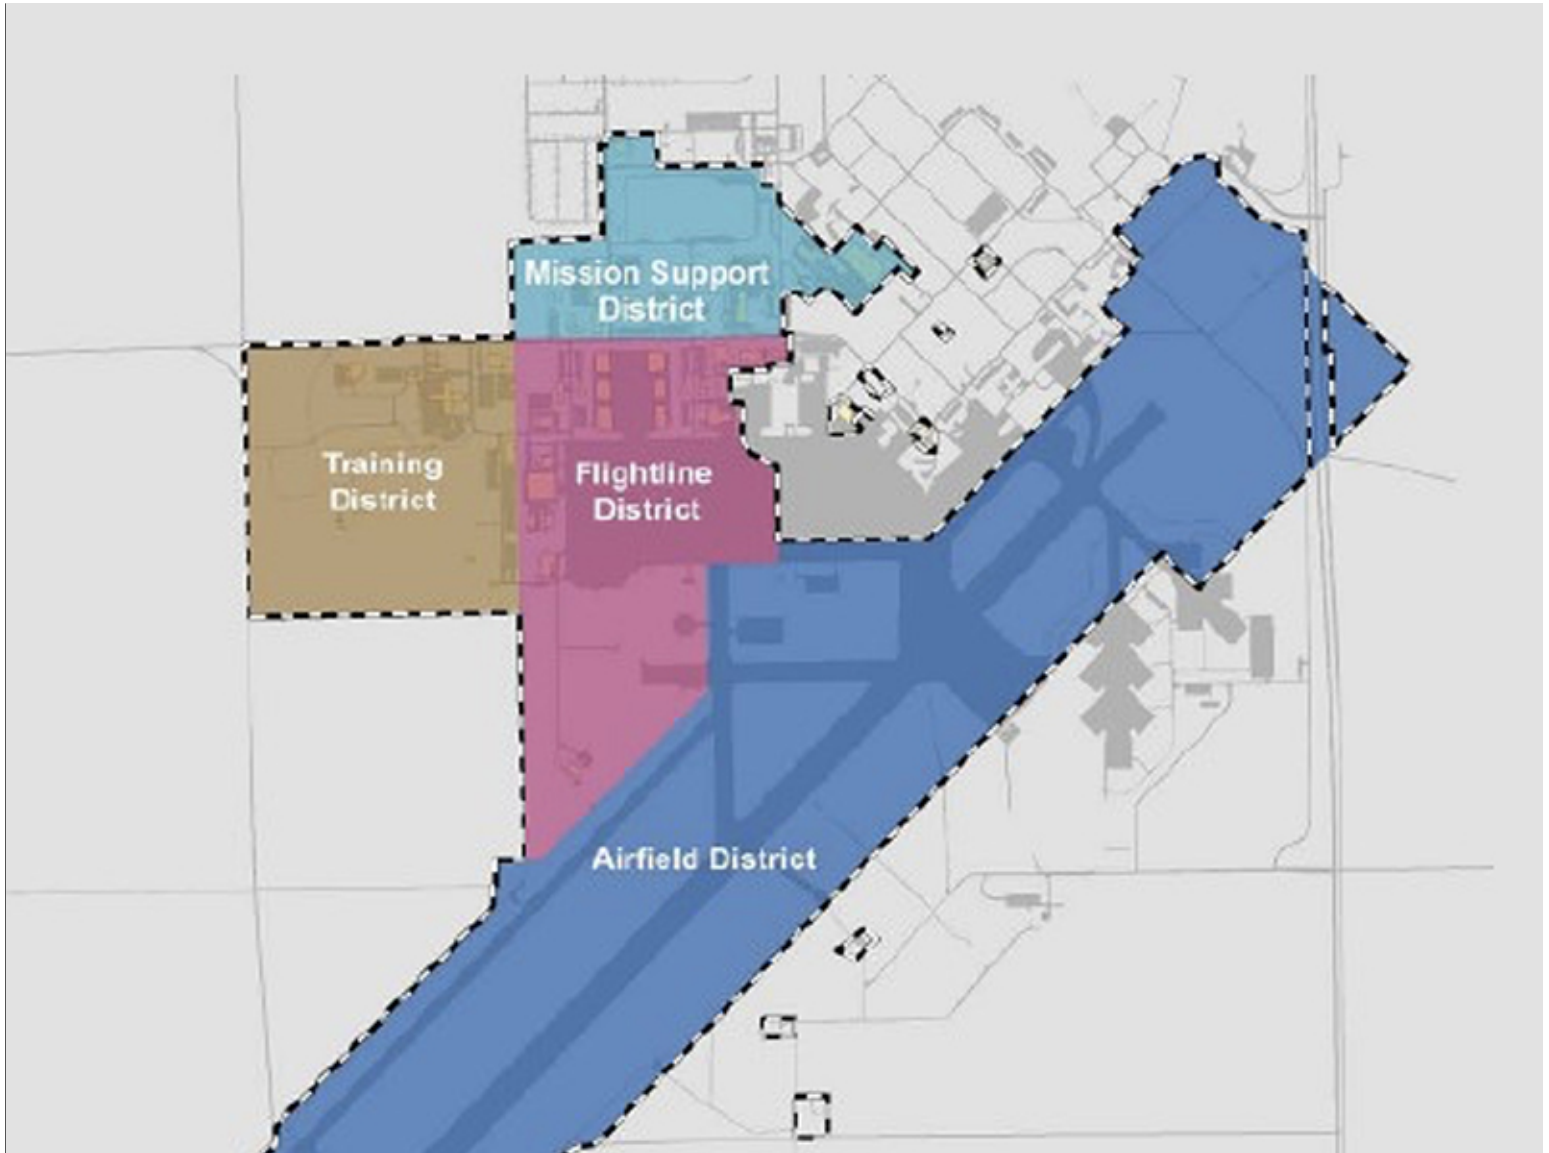 Mission Support
District
Training
District
Flightline
District
Airfield District